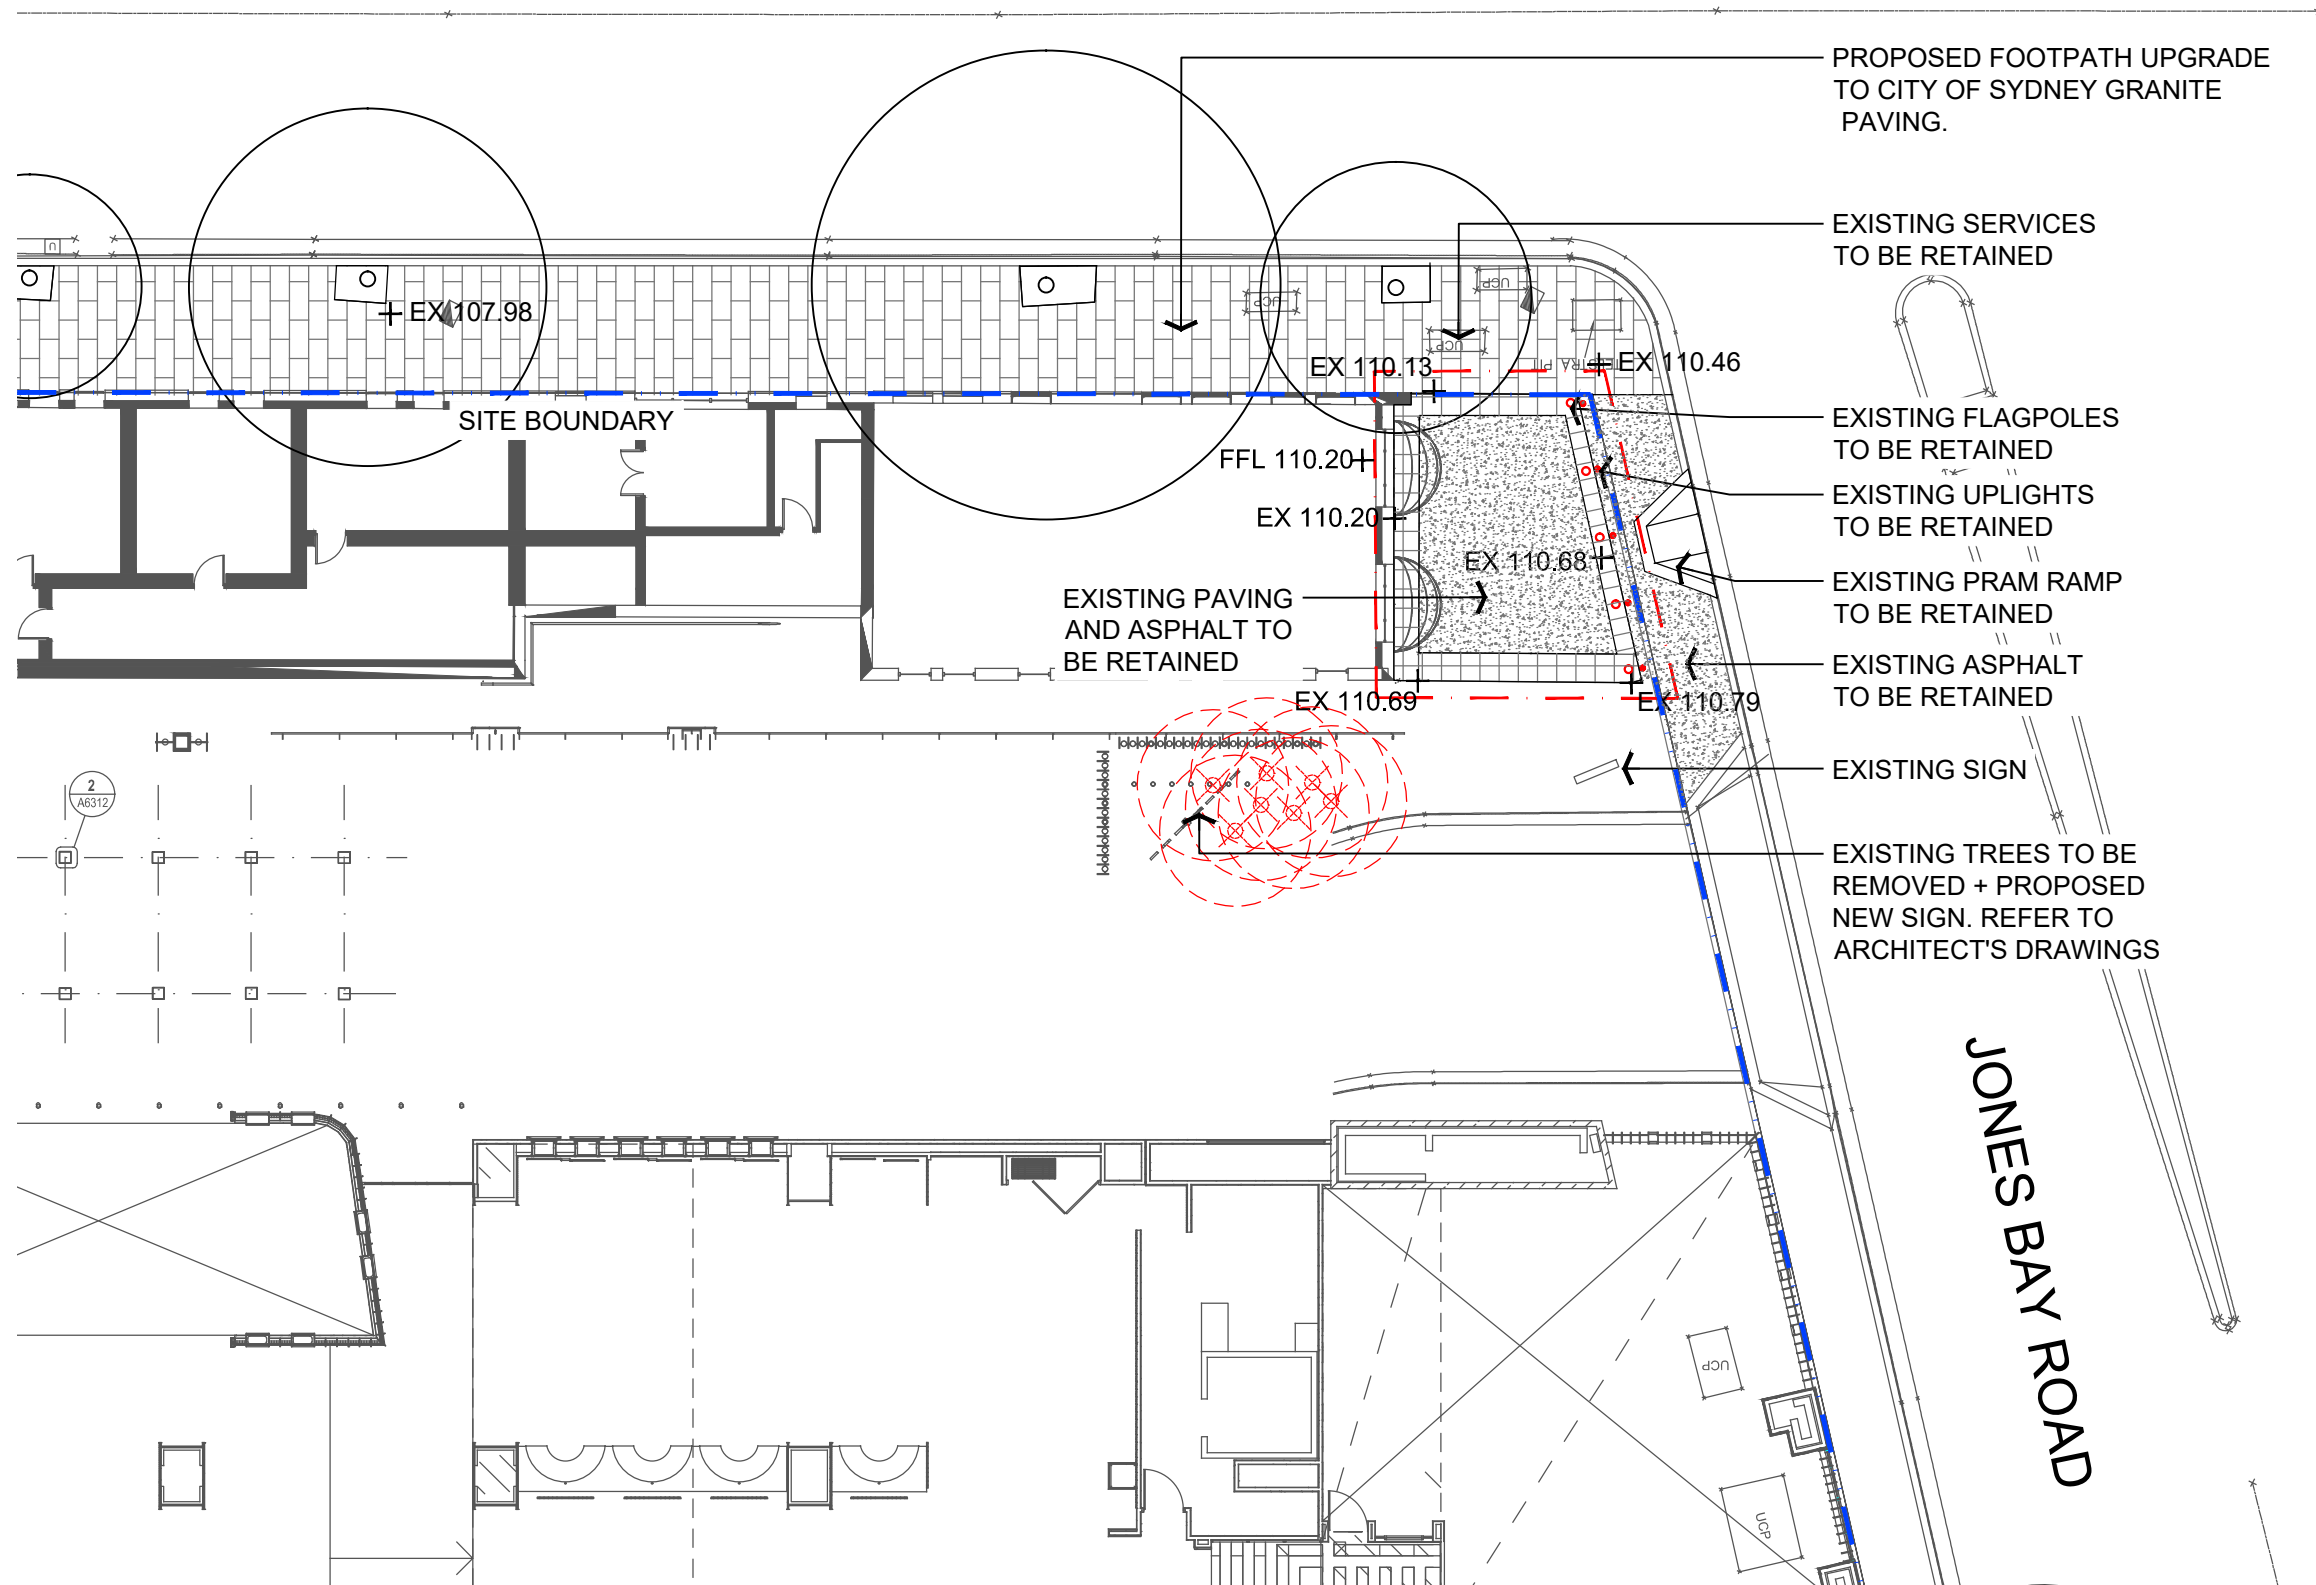 PROPOSED FOOTPATH UPGRADE
TO CITY OF SYDNEY GRANITE
PAVING.
EXISTING SERVICES
TO BE RETAINED
U
UCP
UCP
UCP
EX 107.98
EX 110.13
TELSTRA PIT
EX 110.46
SITE BOUNDARY
EXISTING FLAGPOLES
TO BE RETAINED
FFL 110.20
EXISTING UPLIGHTS
TO BE RETAINED
EX 110.20
EX 110.68
EXISTING PRAM RAMP
TO BE RETAINED
EXISTING PAVING
AND ASPHALT TO
BE RETAINED
EXISTING ASPHALT
TO BE RETAINED
EX 110.69
EX 110.79
EXISTING SIGN
2
A6312
EXISTING TREES TO BE
REMOVED + PROPOSED
NEW SIGN. REFER TO
ARCHITECT'S DRAWINGS
JONES BAY ROAD
UCP
UCP